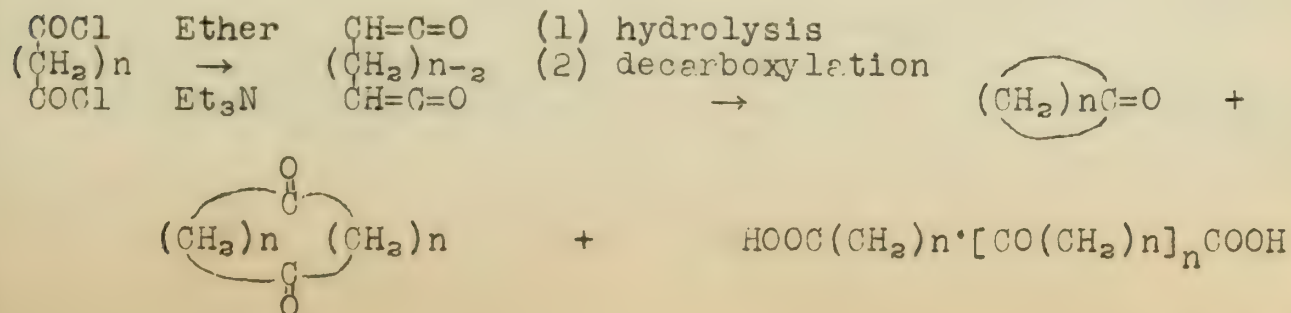 COCl Ether CH=C=O (1) hydrolysis
(CH₂)n → (CH₂)n-₂ (2) decarboxylation
COCl Et₃N CH=C=O → (CH₂)nC=O +
O
C
(CH₂)n (CH₂)n + HOOC(CH₂)n·[CO(CH₂)n]ₙCOOH
C
O